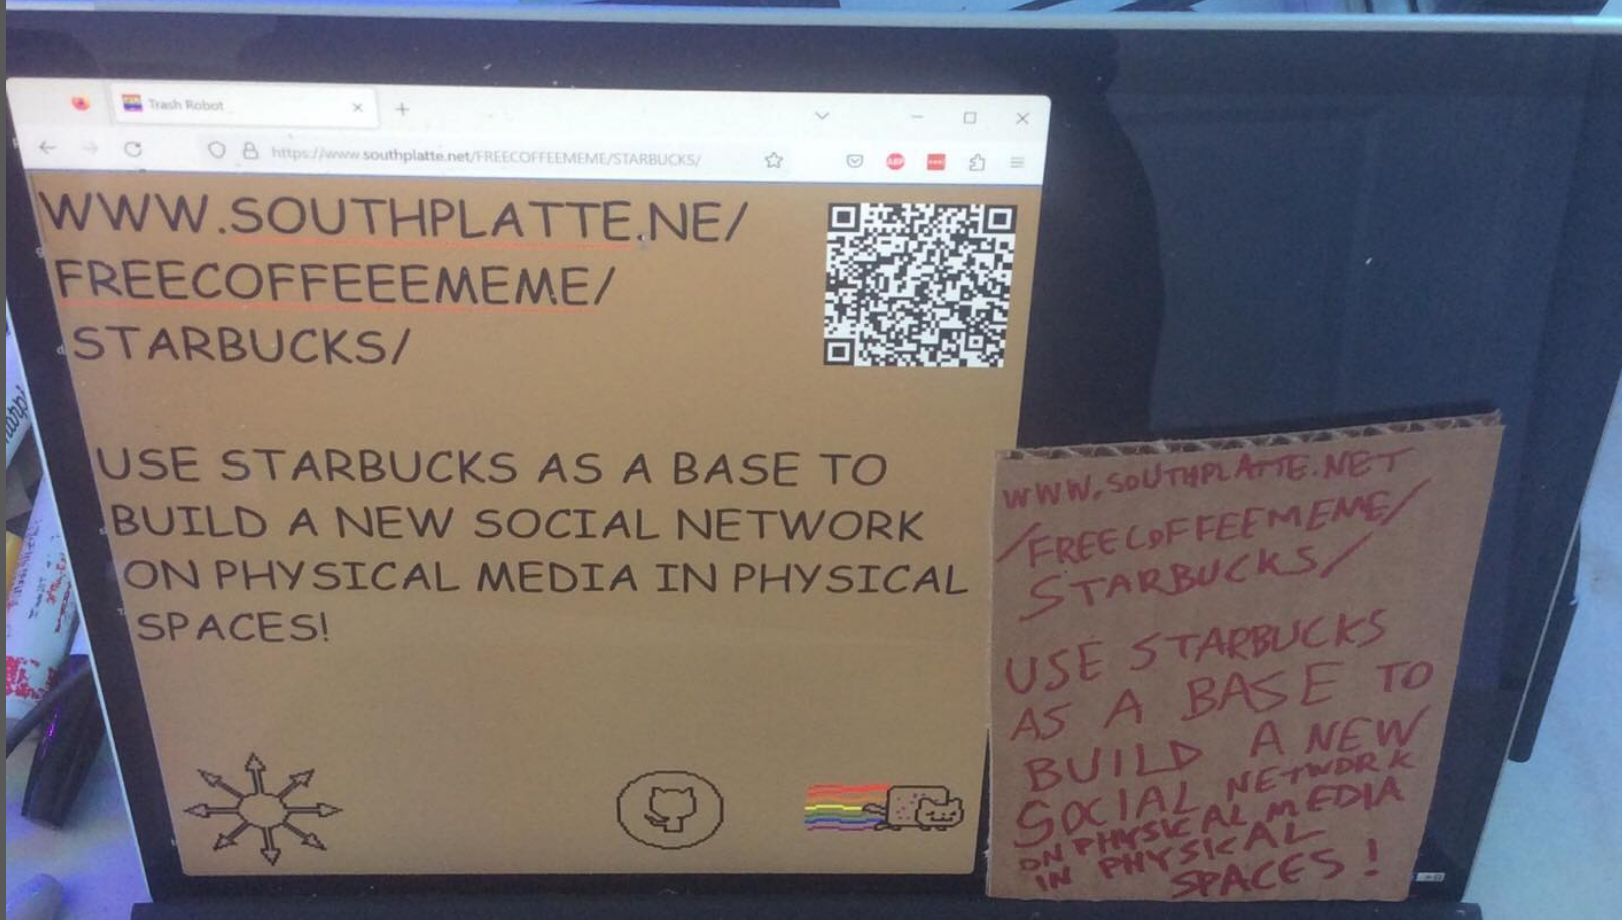 Trash Robot
https://www.southplatte.net/FREECOFFEEMEME/STARBUCKS/
ABP
WWW.SOUTHPLATTE.NE/
FREECOFFEEEMEME/
STARBUCKS/
USE STARBUCKS AS A BASE TO
BUILD A NEW SOCIAL NETWORK
ON PHYSICAL MEDIA IN PHYSICAL
SPACES!
WWW.SOUTHPLATTE.NET
/FREECOFFEEMEME/
STARBUCKS/
USE STARBUCKS
AS A BASE TO
BUILD A NEW
SOCIAL NETWORK
ON PHYSICAL MEDIA
IN PHYSICAL
SPACES!